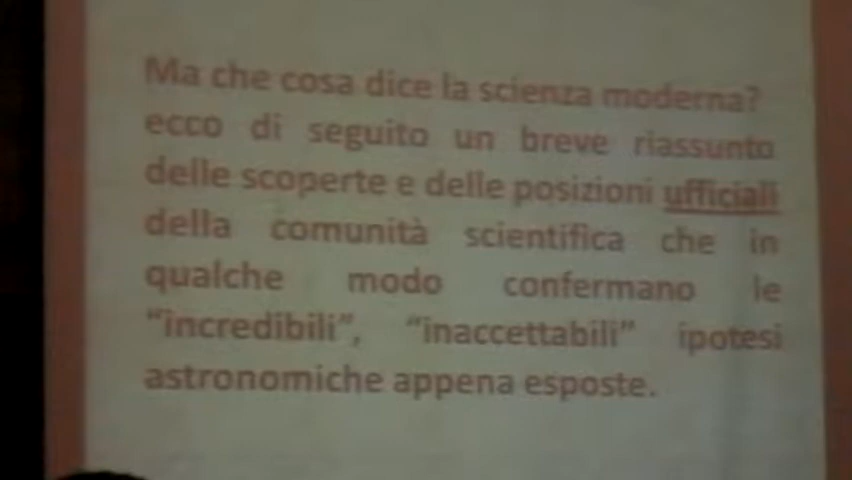 Ma che cosa dice la scienza moderna?
ecco di seguito un breve riassunto
delle scoperte e delle posizioni ufficiali
della comunità scientifica che in
qualche modo confermano le
“incredibili”, “inaccettabili” ipotesi
astronomiche appena esposte.